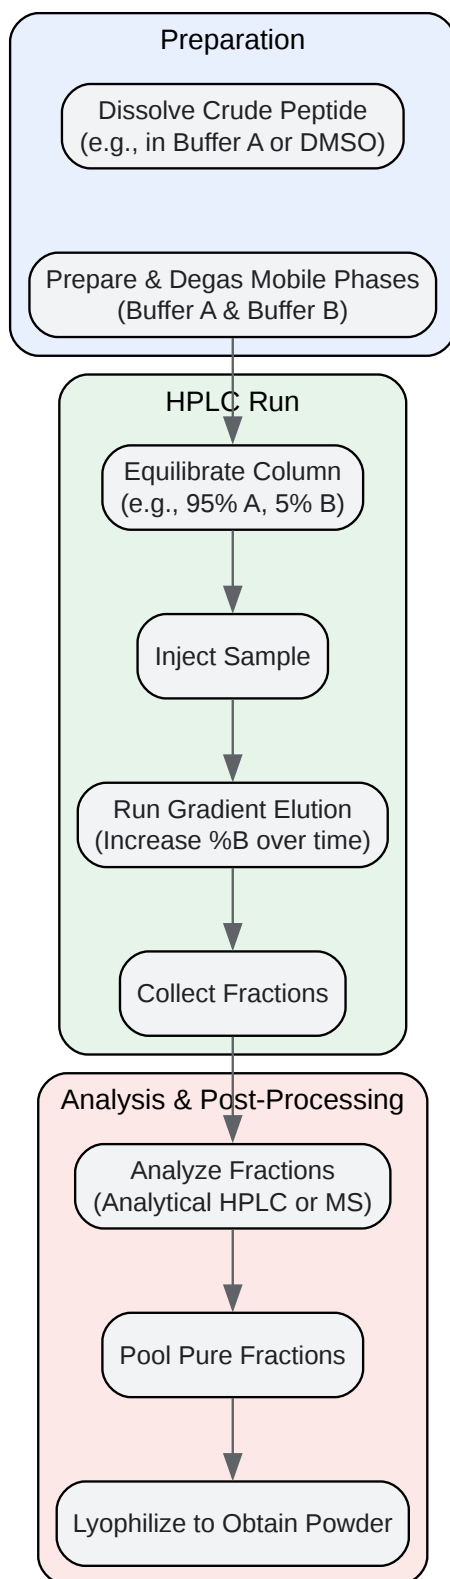 Preparation
Dissolve Crude Peptide
(e.g., in Buffer A or DMSO)
Prepare & Degas Mobile Phases
(Buffer A & Buffer B)
HPLC Run
Equilibrate Column
(e.g., 95% A, 5% B)
Inject Sample
Run Gradient Elution
(Increase %B over time)
Collect Fractions
Analysis & Post-Processing
Analyze Fractions
(Analytical HPLC or MS)
Pool Pure Fractions
Lyophilize to Obtain Powder